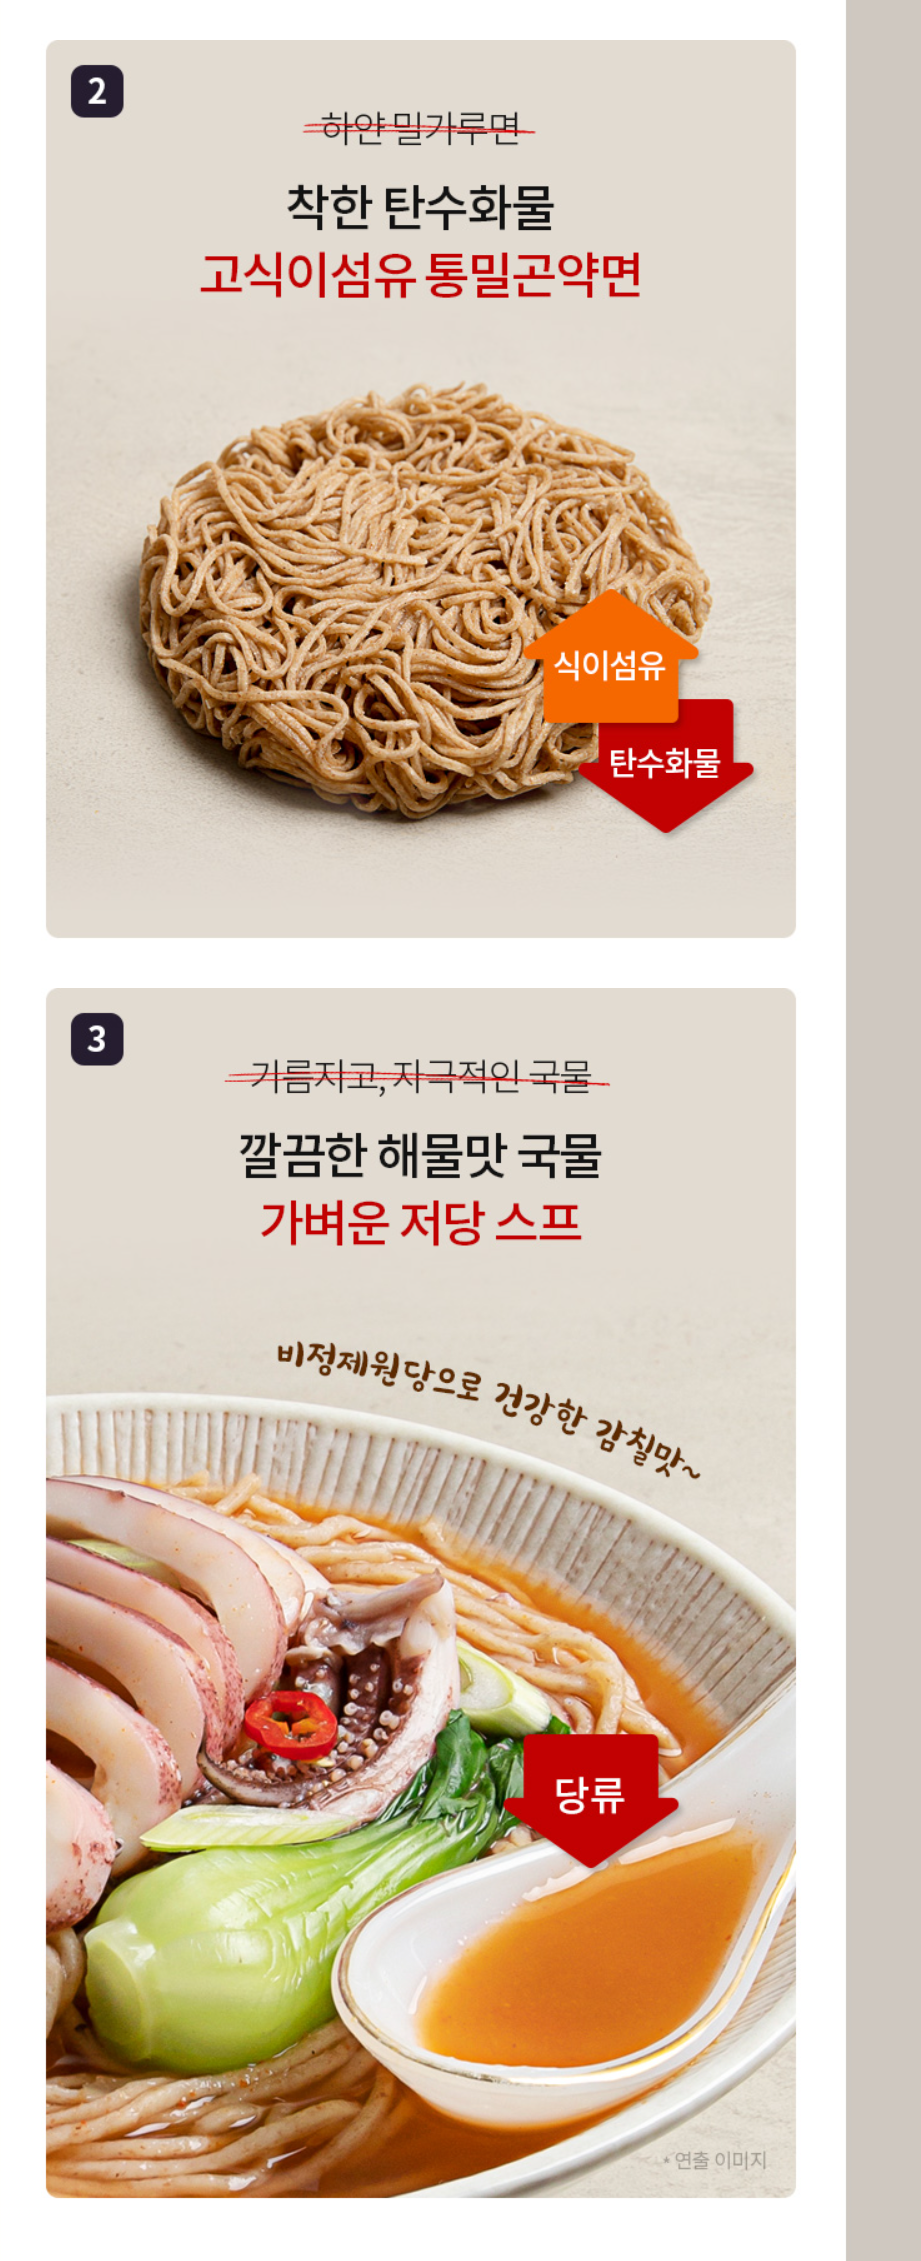 2
하얀 밀가루면
착한 탄수화물
고식이섬유 통밀곤약면
식이섬유
탄수화물
3
기름지고, 자극적인 국물
깔끔한 해물맛 국물
가벼운 저당 스프
비정제원당으로 건강한 감칠맛~
당류
* 연출 이미지